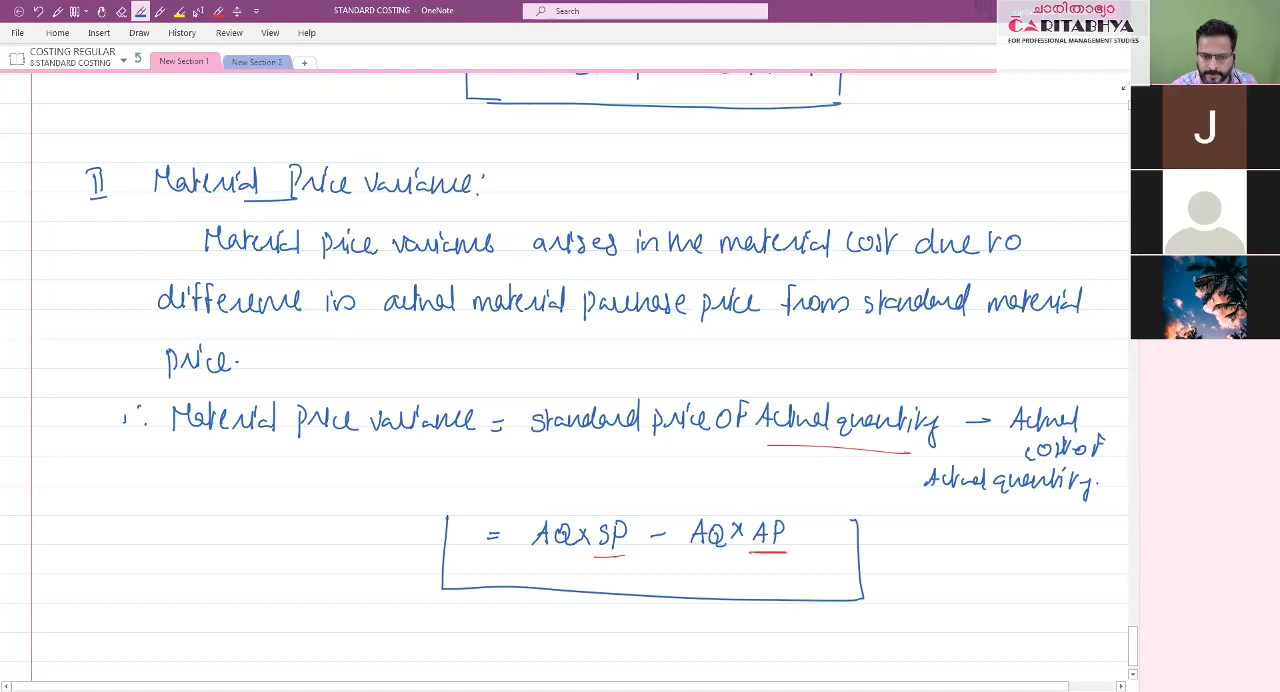 STANDARD COSTING - OneNote
Search
File Home Insert Draw History Review View Help
COSTING REGULAR
8.STANDARD COSTING
5
New Section 1
New Section 2
ചാരിതാഭ്യാ
CARITABHYA
FOR PROFESSIONAL MANAGEMENT STUDIES
J
II Material Price variance:
Material price variance arises in the material cost due to
difference in actual material purchase price from standard material
price.
∴ Material price variance = standard price of Actual quantity – Actual
cost of
Actual quantity.
= AQ × SP – AQ × AP